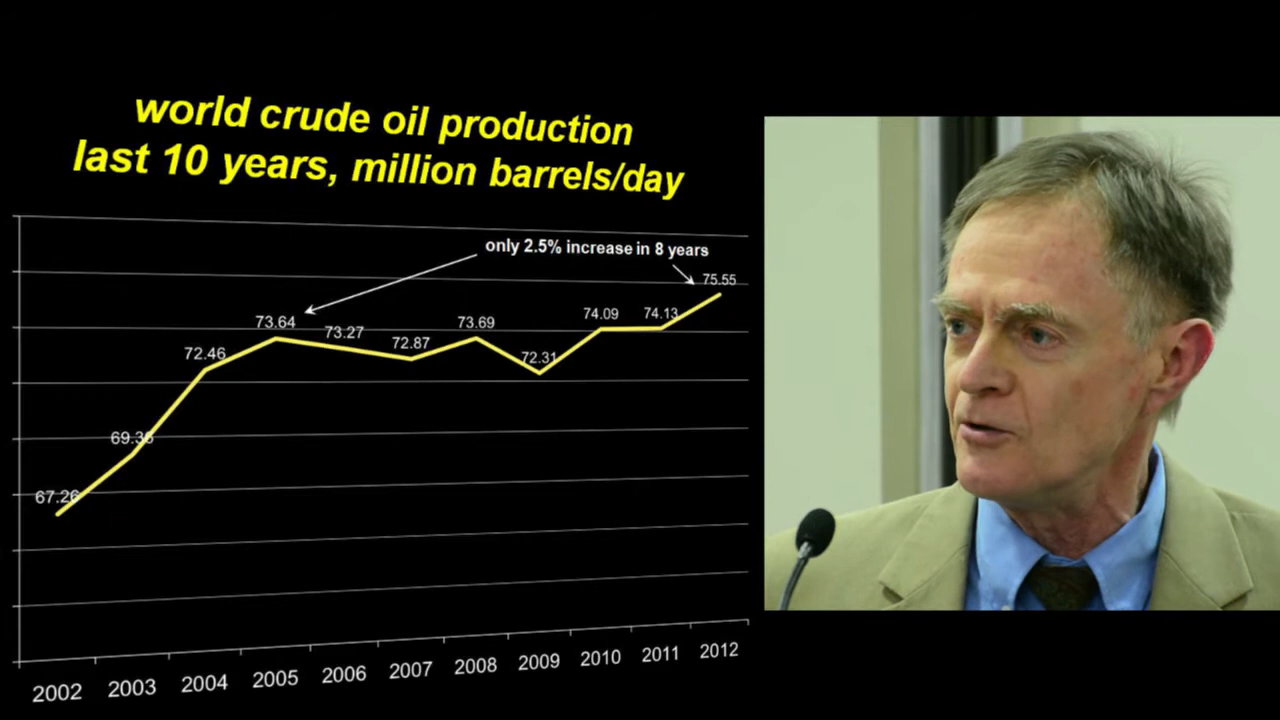 world crude oil production
last 10 years, million barrels/day
only 2.5% increase in 8 years
67.26
69.36
72.46
73.64
73.27
72.87
73.69
72.31
74.09
74.13
75.55
2002 2003 2004 2005 2006 2007 2008 2009 2010 2011 2012